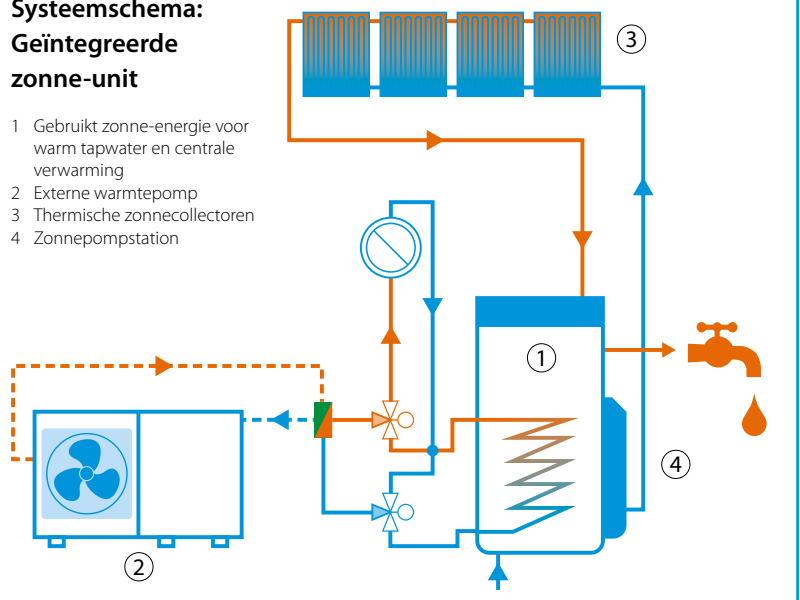 Systeemschema:
Geïntegreerde
zonne-unit
1 Gebruikt zonne-energie voor
warm tapwater en centrale
verwarming
2 Externe warmtepomp
3 Thermische zonnecollectoren
4 Zonnepompstation
3
1
4
2